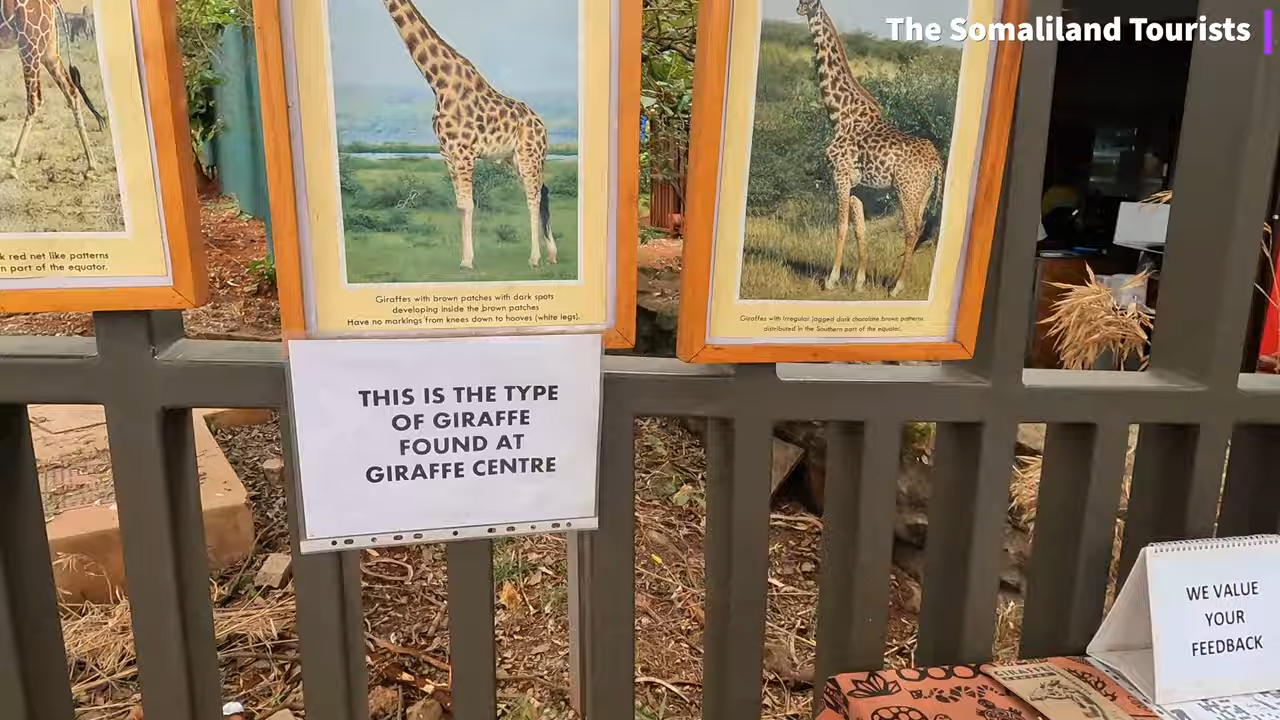 The Somaliland Tourists
k red net like patterns
n part of the equator.
Giraffes with brown patches with dark spots
developing inside the brown patches
Have no markings from knees down to hooves (white legs).
Giraffes with irregular jagged dark chocolate brown patterns
distributed in the Southern part of the equator.
THIS IS THE TYPE
OF GIRAFFE
FOUND AT
GIRAFFE CENTRE
WE VALUE
YOUR
FEEDBACK